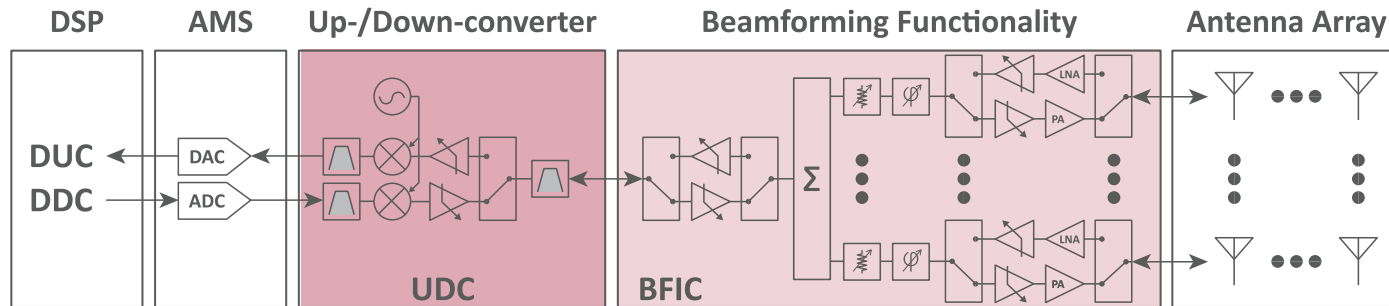 DSP AMS Up-/Down-converter Beamforming Functionality Antenna Array
LNA
PA
DUC DAC
DDC ADC
Σ
φ
LNA
φ
PA
UDC BFIC